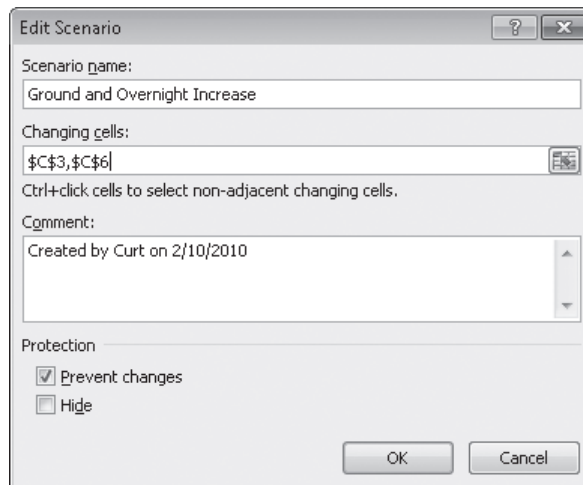 Edit Scenario
Scenario name:
Ground and Overnight Increase
Changing cells:
$C$3,$C$6
Ctrl+click cells to select non-adjacent changing cells.
Comment:
Created by Curt on 2/10/2010
Protection
Prevent changes
Hide
OK Cancel